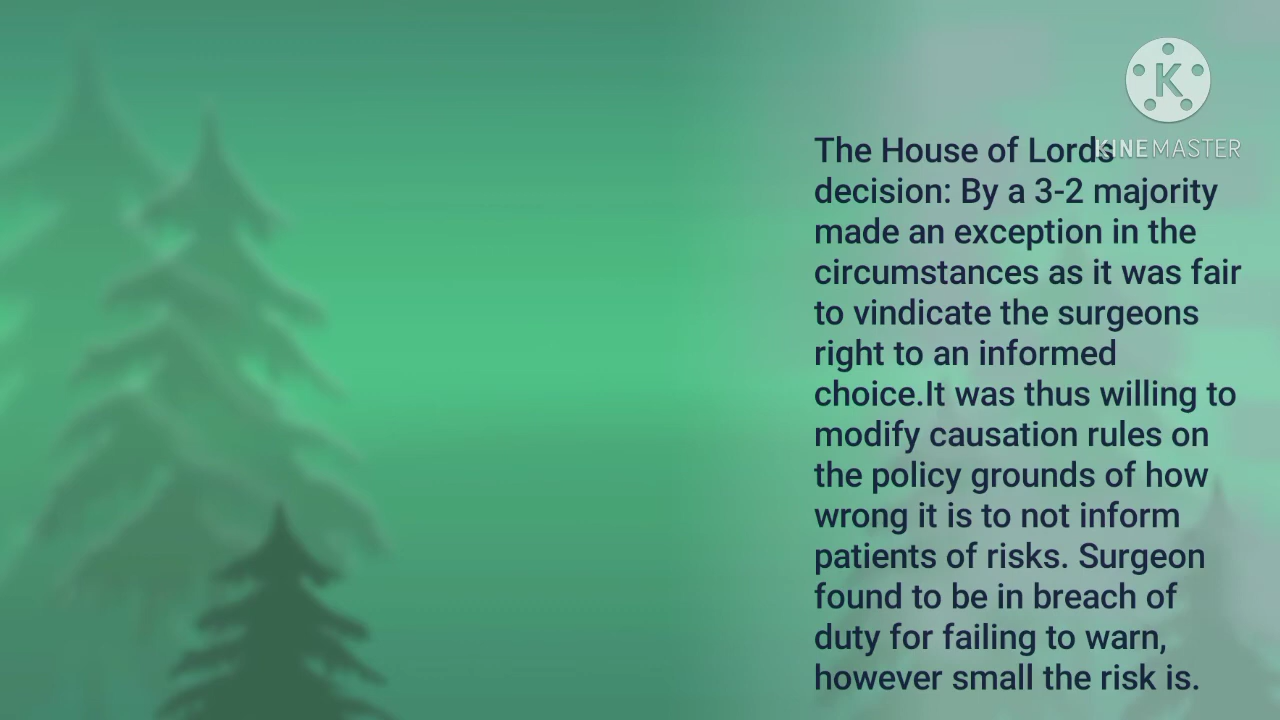 K
KINEMASTER
The House of Lords
decision: By a 3-2 majority
made an exception in the
circumstances as it was fair
to vindicate the surgeons
right to an informed
choice.It was thus willing to
modify causation rules on
the policy grounds of how
wrong it is to not inform
patients of risks. Surgeon
found to be in breach of
duty for failing to warn,
however small the risk is.